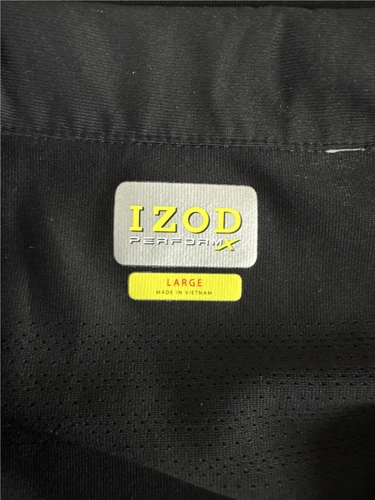 IZOD
PERFORMX
LARGE
MADE IN VIETNAM